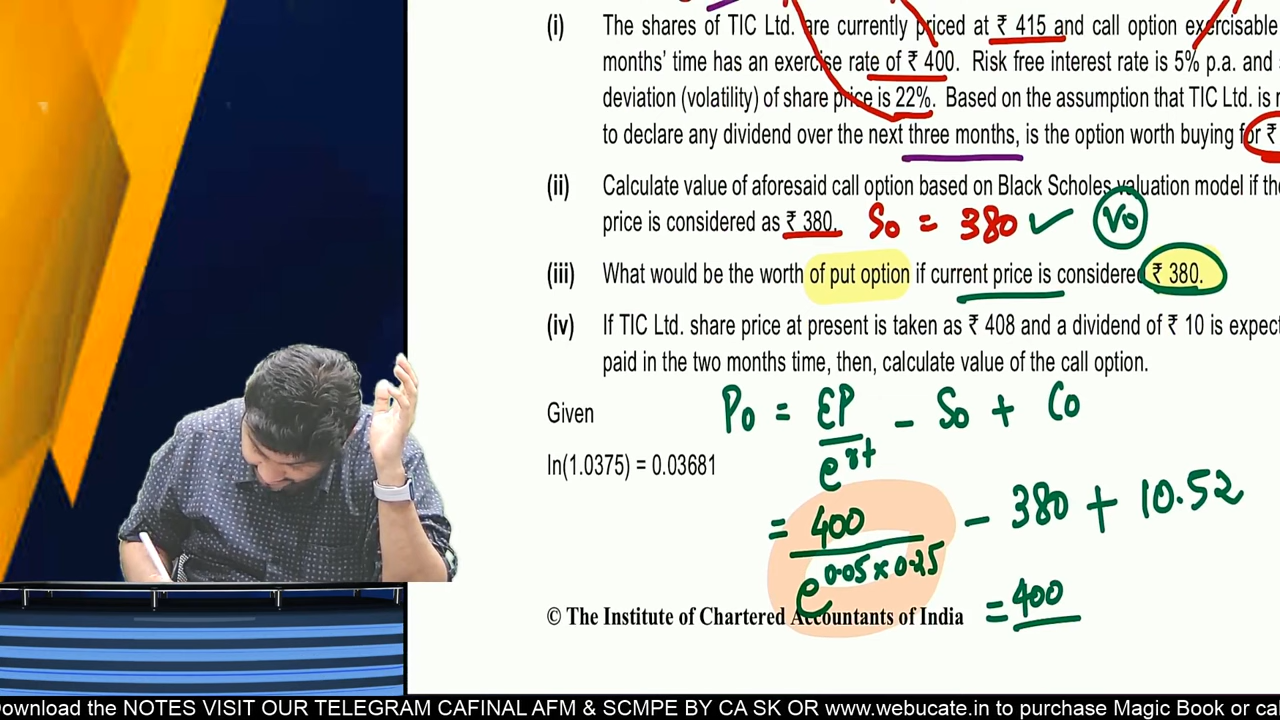 (i) The shares of TIC Ltd. are currently priced at ₹ 415 and call option exercisable
months' time has an exercise rate of ₹ 400. Risk free interest rate is 5% p.a. and
deviation (volatility) of share price is 22%. Based on the assumption that TIC Ltd. is
to declare any dividend over the next three months, is the option worth buying for ₹
(ii) Calculate value of aforesaid call option based on Black Scholes valuation model if the
price is considered as ₹ 380. S0 = 380 ✓ V0
(iii) What would be the worth of put option if current price is considered ₹ 380.
(iv) If TIC Ltd. share price at present is taken as ₹ 408 and a dividend of ₹ 10 is
paid in the two months time, then, calculate value of the call option.
Given P0 = EP / e^rt - S0 + C0
In(1.0375) = 0.03681
= 400 / e^0.05×0.25 - 380 + 10.52
= 400
© The Institute of Chartered Accountants of India
Download the NOTES VISIT OUR TELEGRAM CAFINAL AFM & SCMPE BY CA SK OR www.webucate.in to purchase Magic Book or